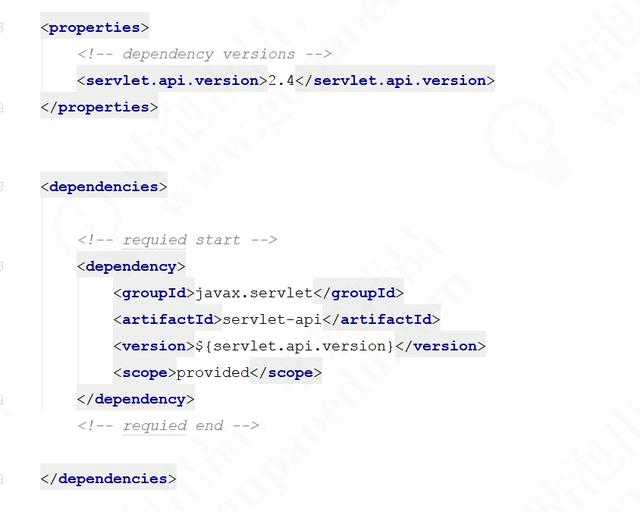 <properties>
<!-- dependency versions -->
<servlet.api.version>2.4</servlet.api.version>
</properties>
<dependencies>
<!-- requied start -->
<dependency>
<groupId>javax.servlet</groupId>
<artifactId>servlet-api</artifactId>
<version>${servlet.api.version}</version>
<scope>provided</scope>
</dependency>
<!-- requied end -->
</dependencies>